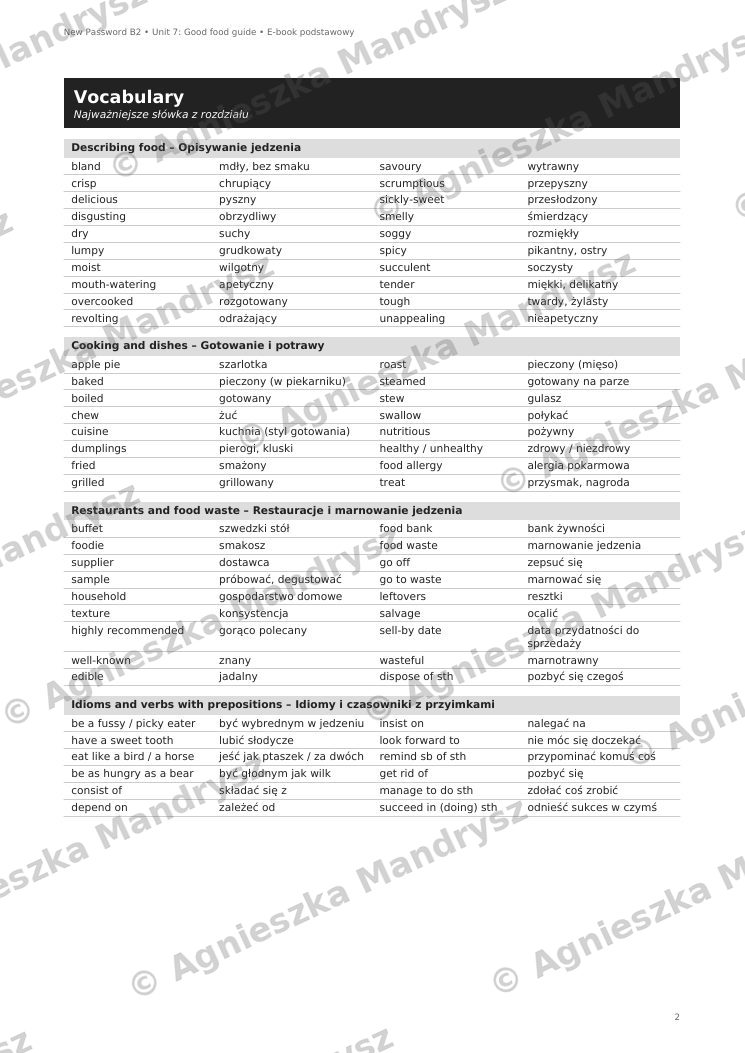 New Password B2 • Unit 7: Good food guide • E-book podstawowy
Vocabulary
Najważniejsze słówka z rozdziału
Describing food – Opisywanie jedzenia
bland mdły, bez smaku savoury wytrawny
crisp chrupiący scrumptious przepyszny
delicious pyszny sickly-sweet przesłodzony
disgusting obrzydliwy smelly śmierdzący
dry suchy soggy rozmiękły
lumpy grudkowaty spicy pikantny, ostry
moist wilgotny succulent soczysty
mouth-watering apetyczny tender miękki, delikatny
overcooked rozgotowany tough twardy, żylasty
revolting odrażający unappealing nieapetyczny
Cooking and dishes – Gotowanie i potrawy
apple pie szarlotka roast pieczony (mięso)
baked pieczony (w piekarniku) steamed gotowany na parze
boiled gotowany stew gulasz
chew żuć swallow połykać
cuisine kuchnia (styl gotowania) nutritious pożywny
dumplings pierogi, kluski healthy / unhealthy zdrowy / niezdrowy
fried smażony food allergy alergia pokarmowa
grilled grillowany treat przysmak, nagroda
Restaurants and food waste – Restauracje i marnowanie jedzenia
buffet szwedzki stół food bank bank żywności
foodie smakosz food waste marnowanie jedzenia
supplier dostawca go off zepsuć się
sample próbować, degustować go to waste marnować się
household gospodarstwo domowe leftovers resztki
texture konsystencja salvage ocalić
highly recommended gorąco polecany sell-by date data przydatności do
sprzedaży
well-known znany wasteful marnotrawny
edible jadalny dispose of sth pozbyć się czegoś
Idioms and verbs with prepositions – Idiomy i czasowniki z przyimkami
be a fussy / picky eater być wybrednym w jedzeniu insist on nalegać na
have a sweet tooth lubić słodycze look forward to nie móc się doczekać
eat like a bird / a horse jeść jak ptaszek / za dwóch remind sb of sth przypominać komuś coś
be as hungry as a bear być głodnym jak wilk get rid of pozbyć się
consist of składać się z manage to do sth zdołać coś zrobić
depend on zależeć od succeed in (doing) sth odnieść sukces w czymś
© Agnieszka Mandrysz
2